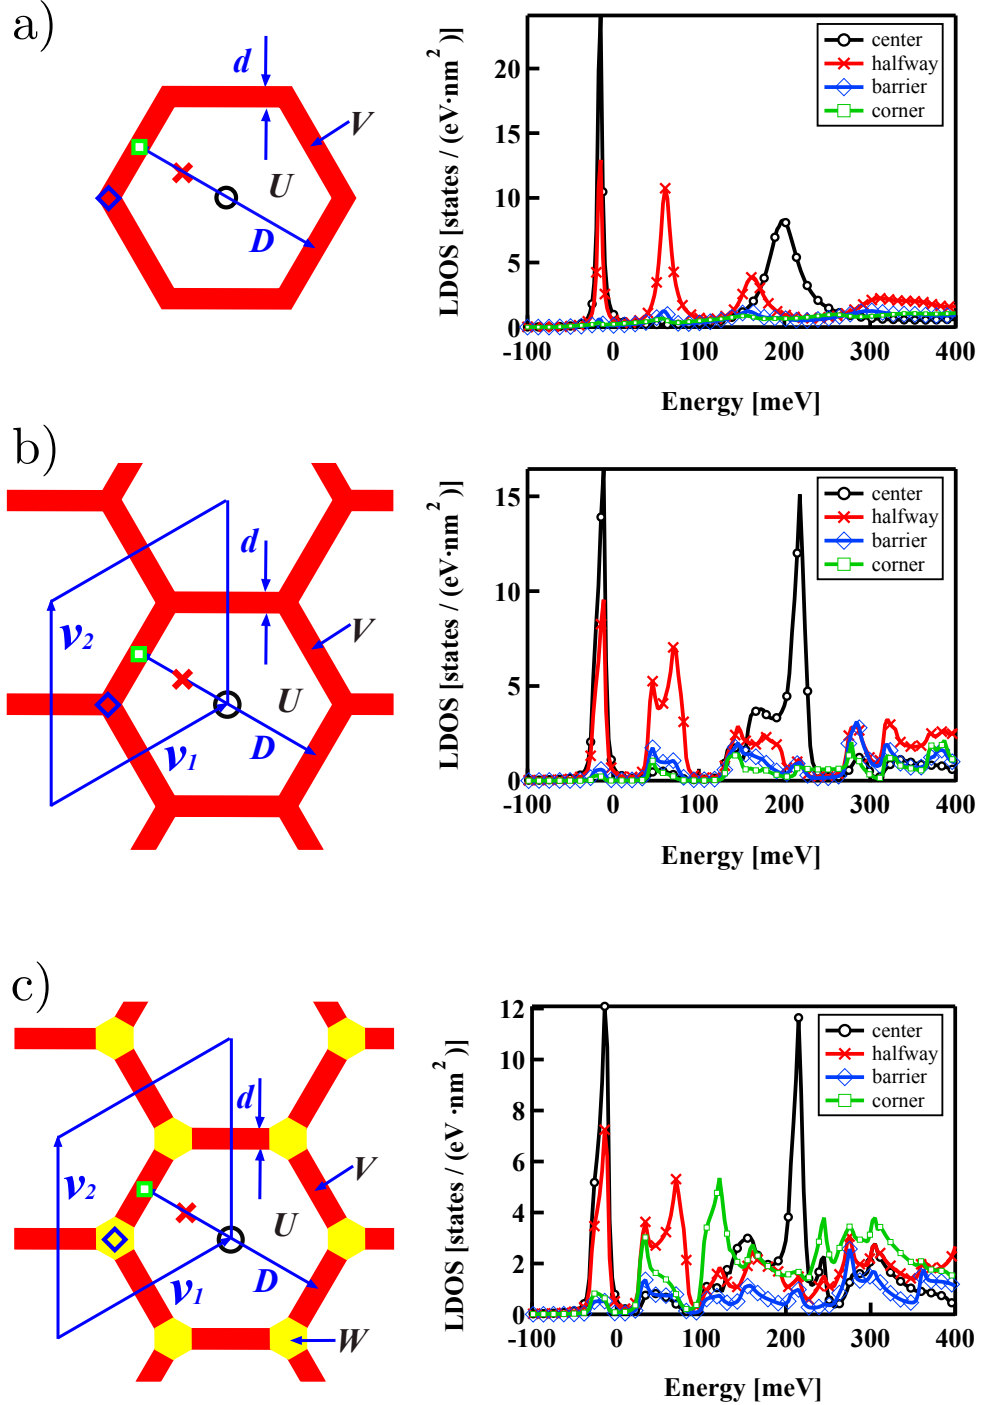 a)
d
V
U
D
LDOS [states / (eV·nm²)]
20
15
10
5
0
-100 0 100 200 300 400
Energy [meV]
center
halfway
barrier
corner
b)
d
v2
V
U
v1
D
LDOS [states / (eV·nm²)]
15
10
5
0
-100 0 100 200 300 400
Energy [meV]
center
halfway
barrier
corner
c)
d
V
v2
U
v1
D
W
LDOS [states / (eV ·nm²)]
12
10
8
6
4
2
0
-100 0 100 200 300 400
Energy [meV]
center
halfway
barrier
corner